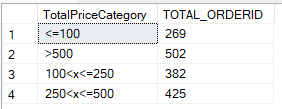 TotalPriceCategory TOTAL_ORDERID
1 <=100 269
2 >500 502
3 100<x<=250 382
4 250<x<=500 425